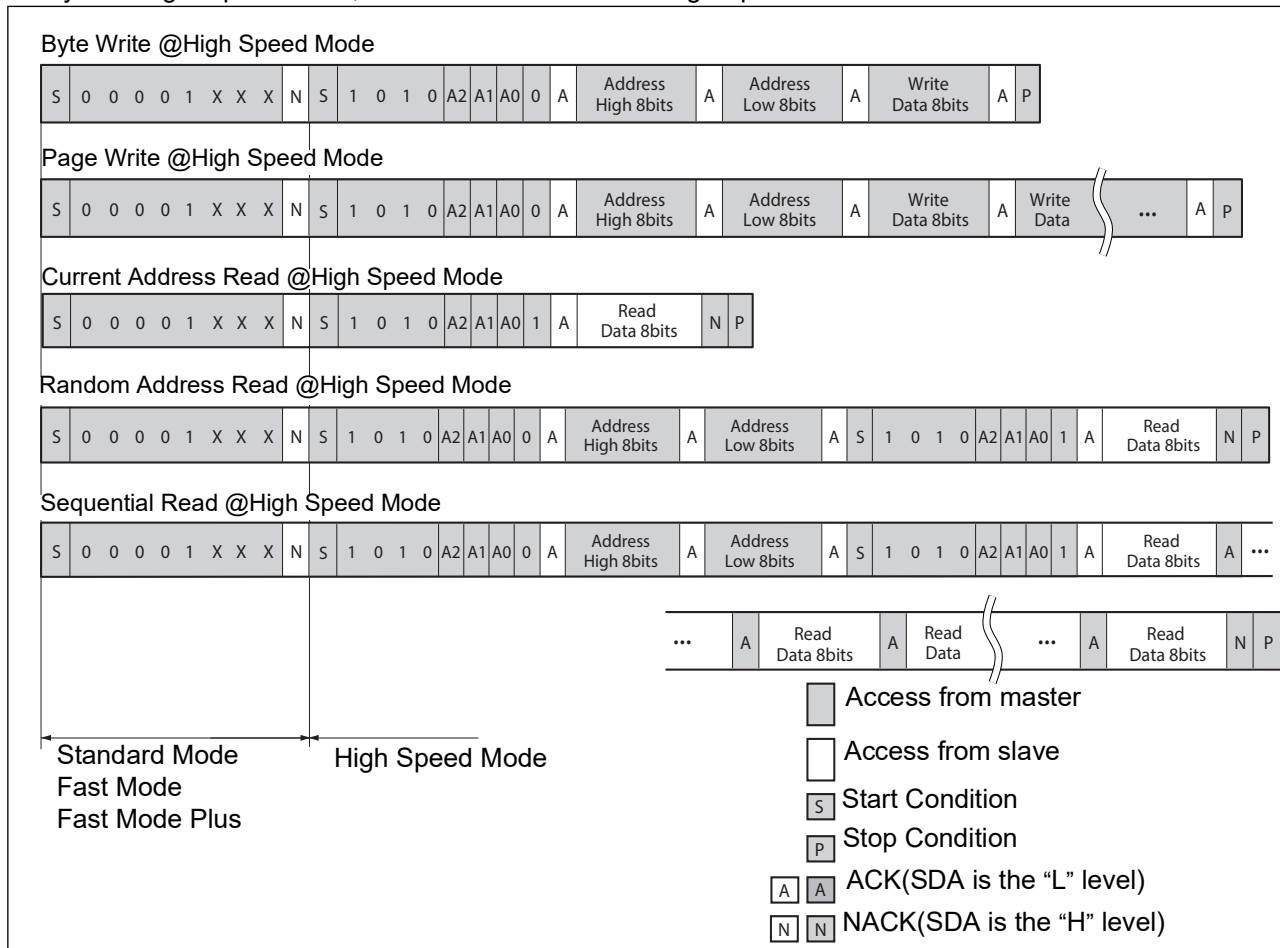 Byte Write @High Speed Mode
S 0 0 0 0 1 X X X N S 1 0 1 0 A2 A1 A0 0 A Address High 8bits A Address Low 8bits A Write Data 8bits A P
Page Write @High Speed Mode
S 0 0 0 0 1 X X X N S 1 0 1 0 A2 A1 A0 0 A Address High 8bits A Address Low 8bits A Write Data 8bits A Write Data ... A P
Current Address Read @High Speed Mode
S 0 0 0 0 1 X X X N S 1 0 1 0 A2 A1 A0 1 A Read Data 8bits N P
Random Address Read @High Speed Mode
S 0 0 0 0 1 X X X N S 1 0 1 0 A2 A1 A0 0 A Address High 8bits A Address Low 8bits A S 1 0 1 0 A2 A1 A0 1 A Read Data 8bits N P
Sequential Read @High Speed Mode
S 0 0 0 0 1 X X X N S 1 0 1 0 A2 A1 A0 0 A Address High 8bits A Address Low 8bits A S 1 0 1 0 A2 A1 A0 1 A Read Data 8bits A ...
... A Read Data 8bits A Read Data ... A Read Data 8bits N P
Access from master
Standard Mode High Speed Mode Access from slave
Fast Mode
S Start Condition
Fast Mode Plus
P Stop Condition
A A ACK(SDA is the “L” level)
N N NACK(SDA is the “H” level)